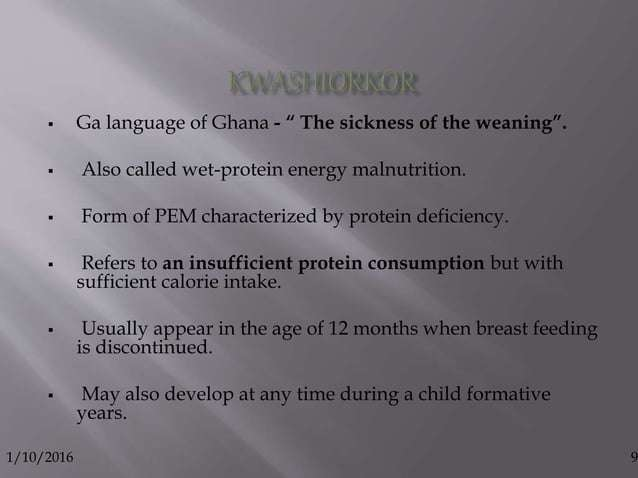 KWASHIORKOR
▪ Ga language of Ghana - “ The sickness of the weaning”.
▪ Also called wet-protein energy malnutrition.
▪ Form of PEM characterized by protein deficiency.
▪ Refers to an insufficient protein consumption but with
sufficient calorie intake.
▪ Usually appear in the age of 12 months when breast feeding
is discontinued.
▪ May also develop at any time during a child formative
years.
1/10/2016
9